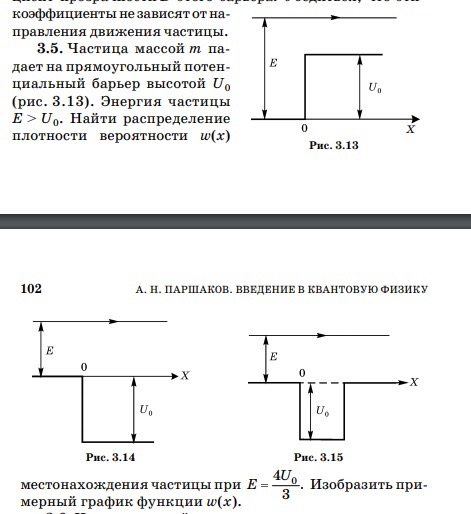 коэффициенты не зависят от на-
правления движения частицы.
3.5. Частица массой m па-
дает на прямоугольный потен-
циальный барьер высотой U₀
(рис. 3.13). Энергия частицы
E > U₀. Найти распределение
плотности вероятности w(x)
E
U₀
0
X
Рис. 3.13
102
А. Н. ПАРШАКОВ. ВВЕДЕНИЕ В КВАНТОВУЮ ФИЗИКУ
E
0
X
U₀
Рис. 3.14
E
0
X
U₀
Рис. 3.15
местонахождения частицы при E = 4U₀/3. Изобразить при-
мерный график функции w(x).